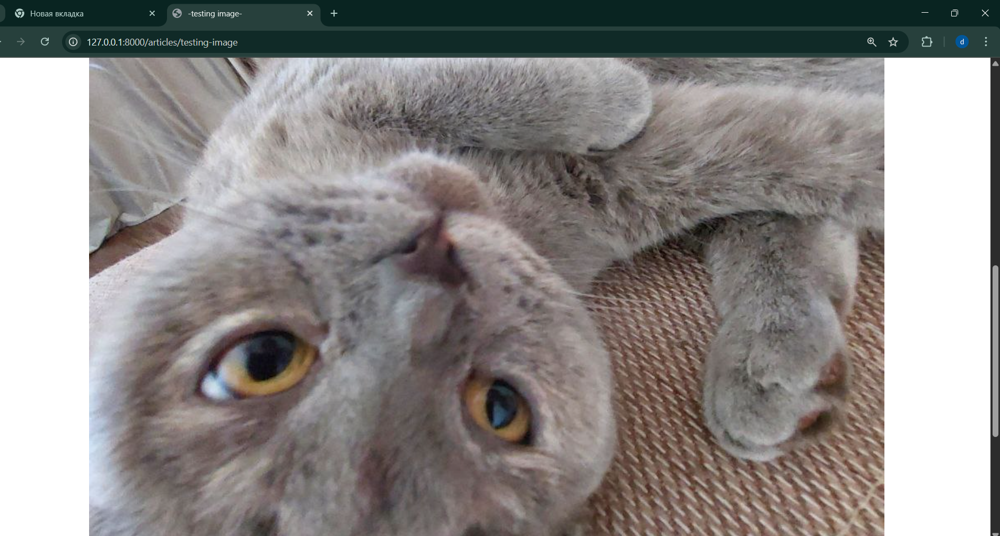 Новая вкладка
-testing image-
127.0.0.1:8000/articles/testing-image
d